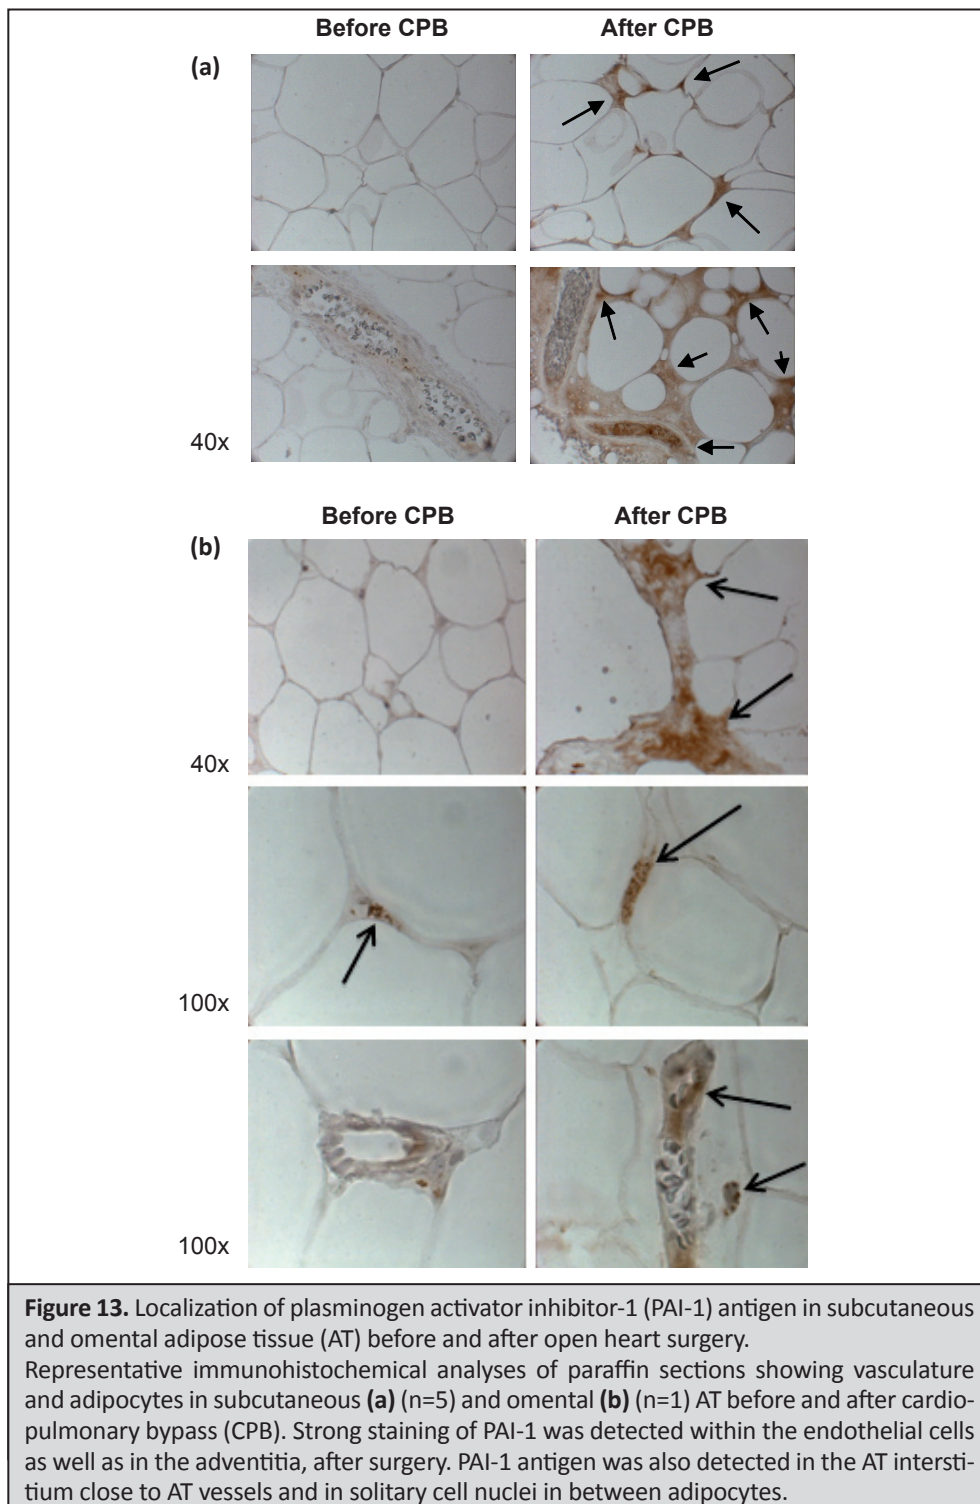 Before CPB After CPB
(a)
40x
Before CPB After CPB
(b)
40x
100x
100x
Figure 13. Localization of plasminogen activator inhibitor-1 (PAI-1) antigen in subcutaneous
and omental adipose tissue (AT) before and after open heart surgery.
Representative immunohistochemical analyses of paraffin sections showing vasculature
and adipocytes in subcutaneous (a) (n=5) and omental (b) (n=1) AT before and after cardio-
pulmonary bypass (CPB). Strong staining of PAI-1 was detected within the endothelial cells
as well as in the adventitia, after surgery. PAI-1 antigen was also detected in the AT intersti-
tium close to AT vessels and in solitary cell nuclei in between adipocytes.